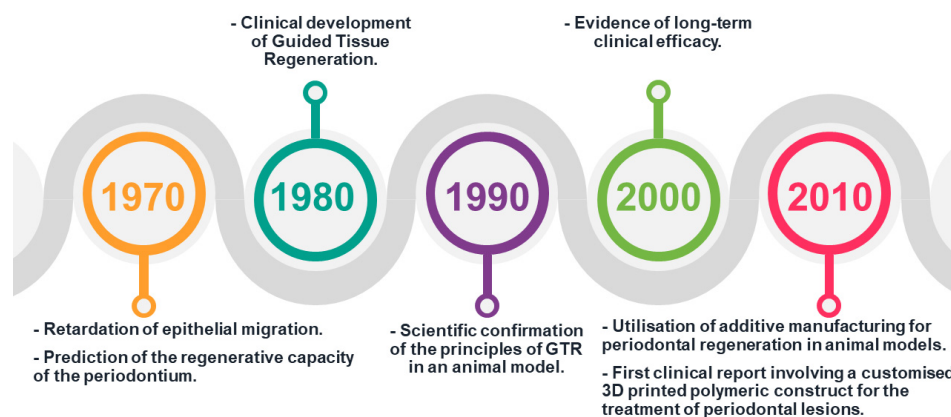 - Clinical development
of Guided Tissue
Regeneration.
- Evidence of long-term
clinical efficacy.
1970
1980
1990
2000
2010
- Retardation of epithelial migration.
- Prediction of the regenerative capacity
of the periodontium.
- Scientific confirmation
of the principles of GTR
in an animal model.
- Utilisation of additive manufacturing for
periodontal regeneration in animal models.
- First clinical report involving a customised
3D printed polymeric construct for the
treatment of periodontal lesions.